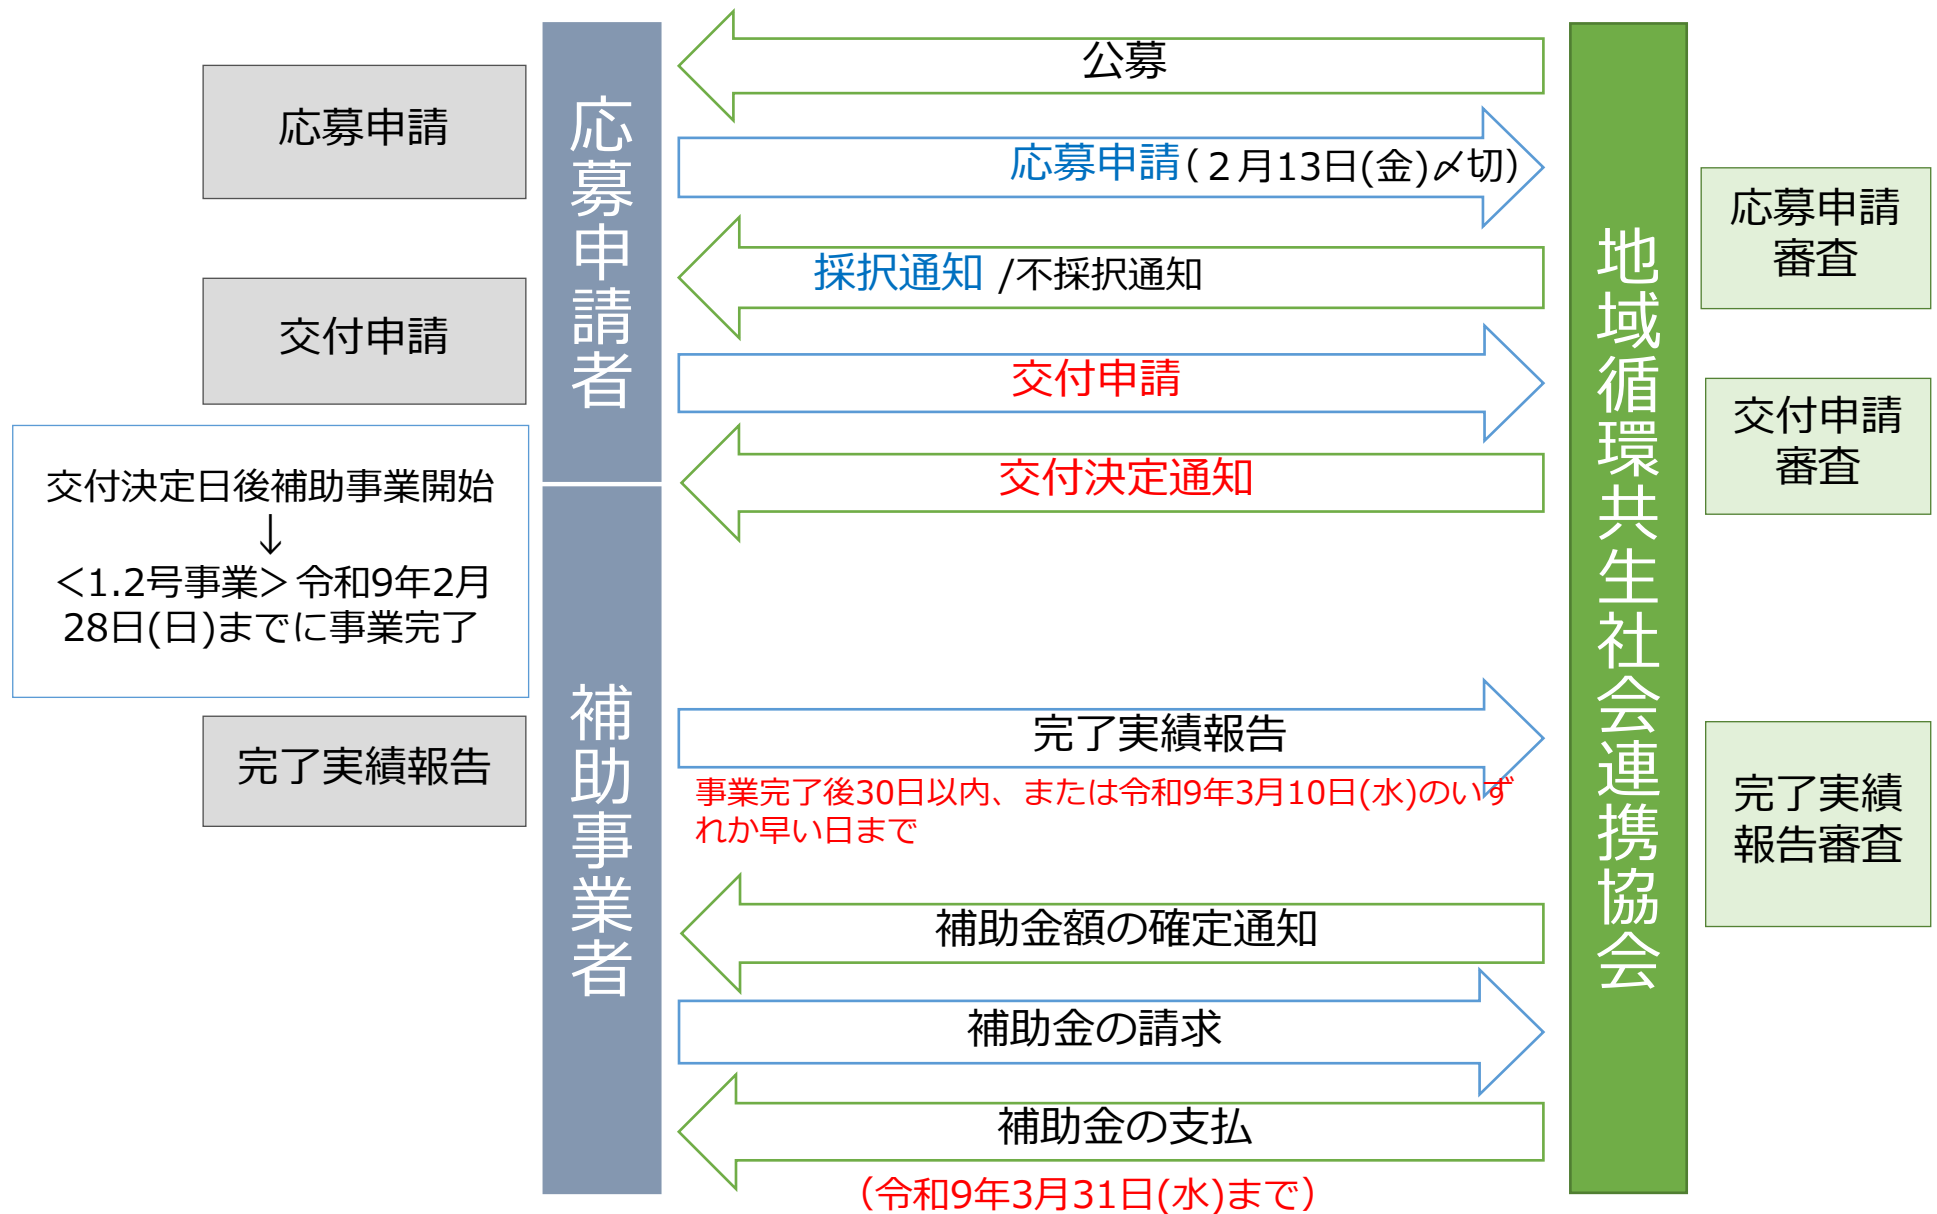 応募申請
交付申請
交付決定日後補助事業開始
↓
<1.2号事業> 令和9年2月
28日(日)までに事業完了
完了実績報告
応募申請者
補助事業者
公募
応募申請(２月13日(金)〆切)
採択通知 /不採択通知
交付申請
交付決定通知
完了実績報告
事業完了後30日以内、または令和9年3月10日(水)のいず
れか早い日まで
補助金額の確定通知
補助金の請求
補助金の支払
（令和9年3月31日(水)まで）
地域循環共生社会連携協会
応募申請
審査
交付申請
審査
完了実績
報告審査